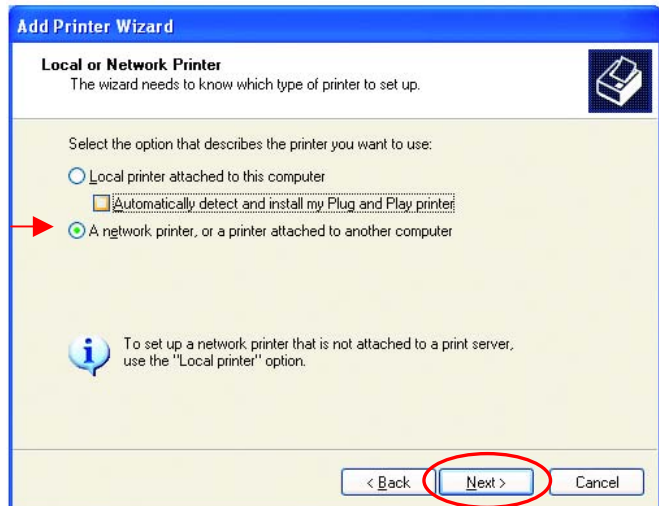 Add Printer Wizard
Local or Network Printer
The wizard needs to know which type of printer to set up.
Select the option that describes the printer you want to use:
Local printer attached to this computer
Automatically detect and install my Plug and Play printer
A network printer, or a printer attached to another computer
To set up a network printer that is not attached to a print server,
use the "Local printer" option.
< Back
Next >
Cancel